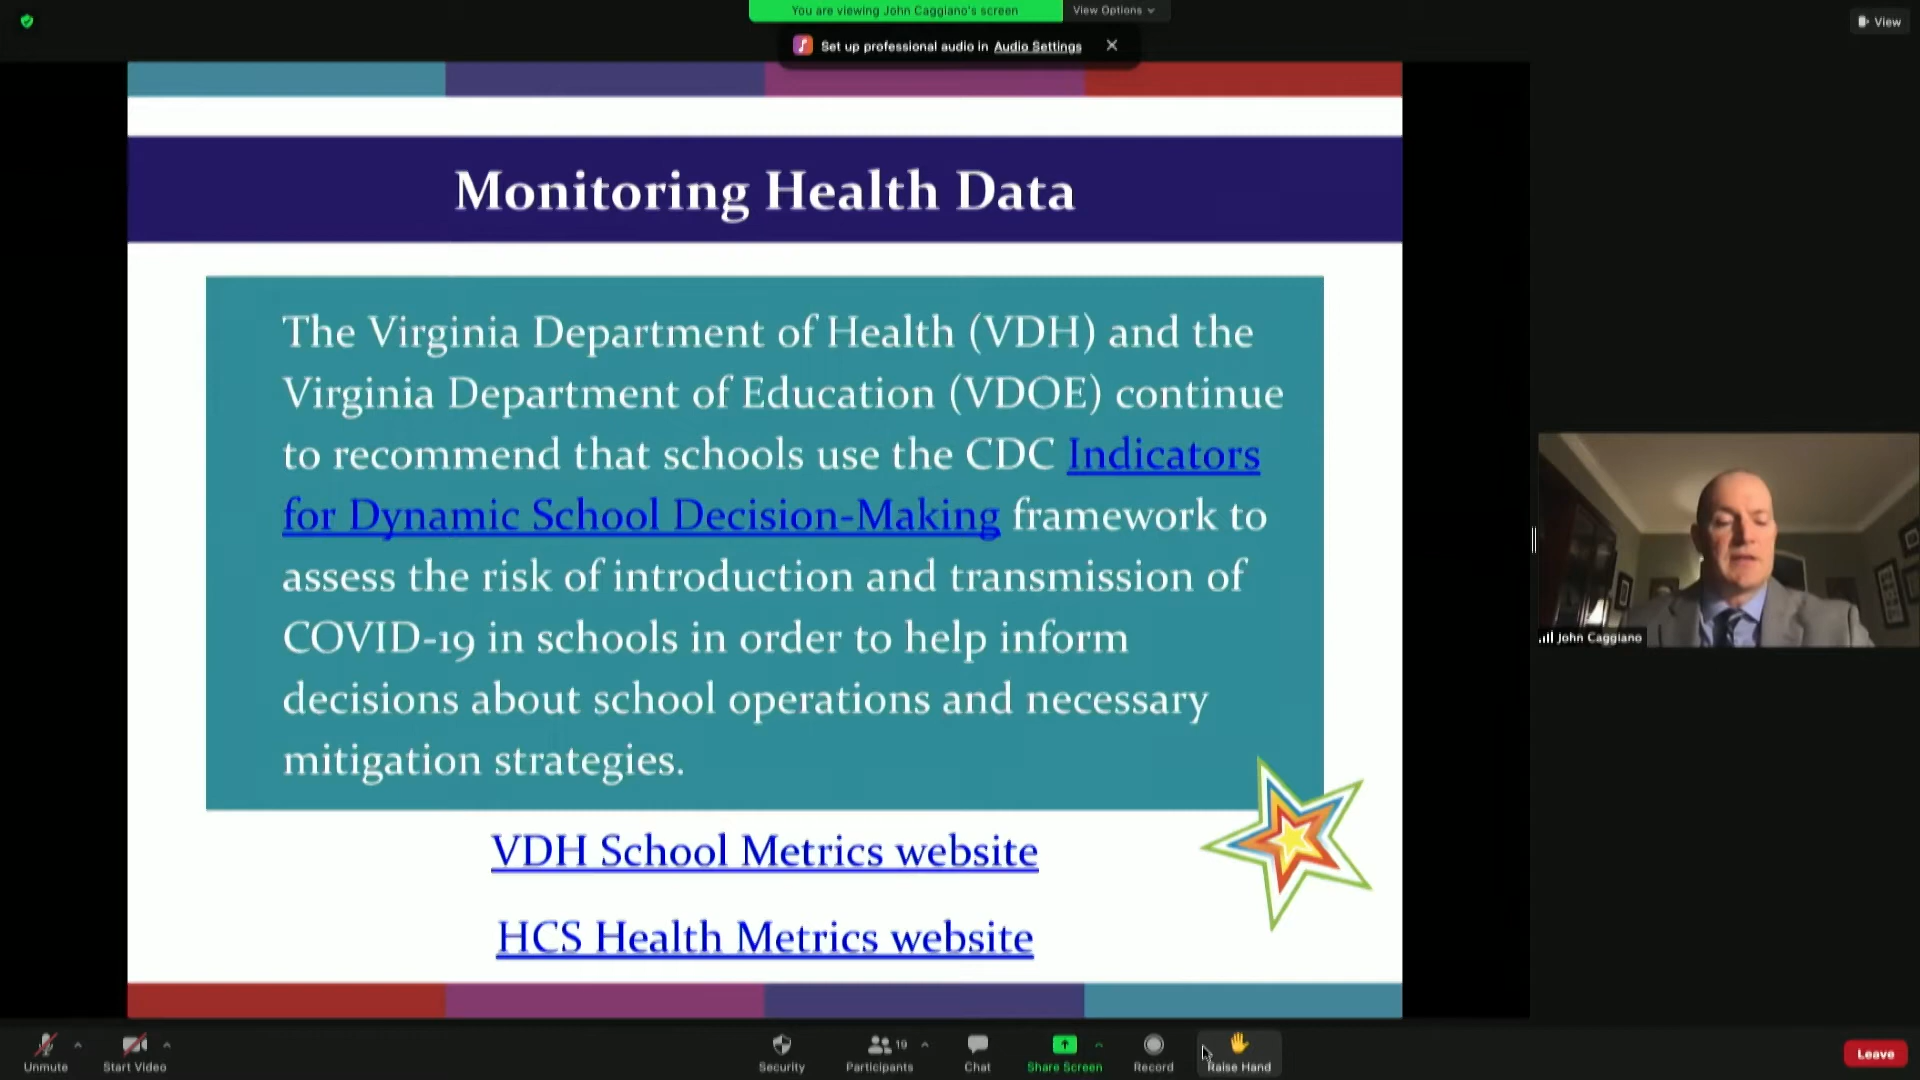 You are viewing John Caggiano's screen
View Options
View
Set up professional audio in Audio Settings
Monitoring Health Data
The Virginia Department of Health (VDH) and the
Virginia Department of Education (VDOE) continue
to recommend that schools use the CDC Indicators
for Dynamic School Decision-Making framework to
assess the risk of introduction and transmission of
COVID-19 in schools in order to help inform
decisions about school operations and necessary
mitigation strategies.
VDH School Metrics website
HCS Health Metrics website
John Caggiano
Unmute
Start Video
Security
19
Participants
Chat
Share Screen
Record
Raise Hand
Leave